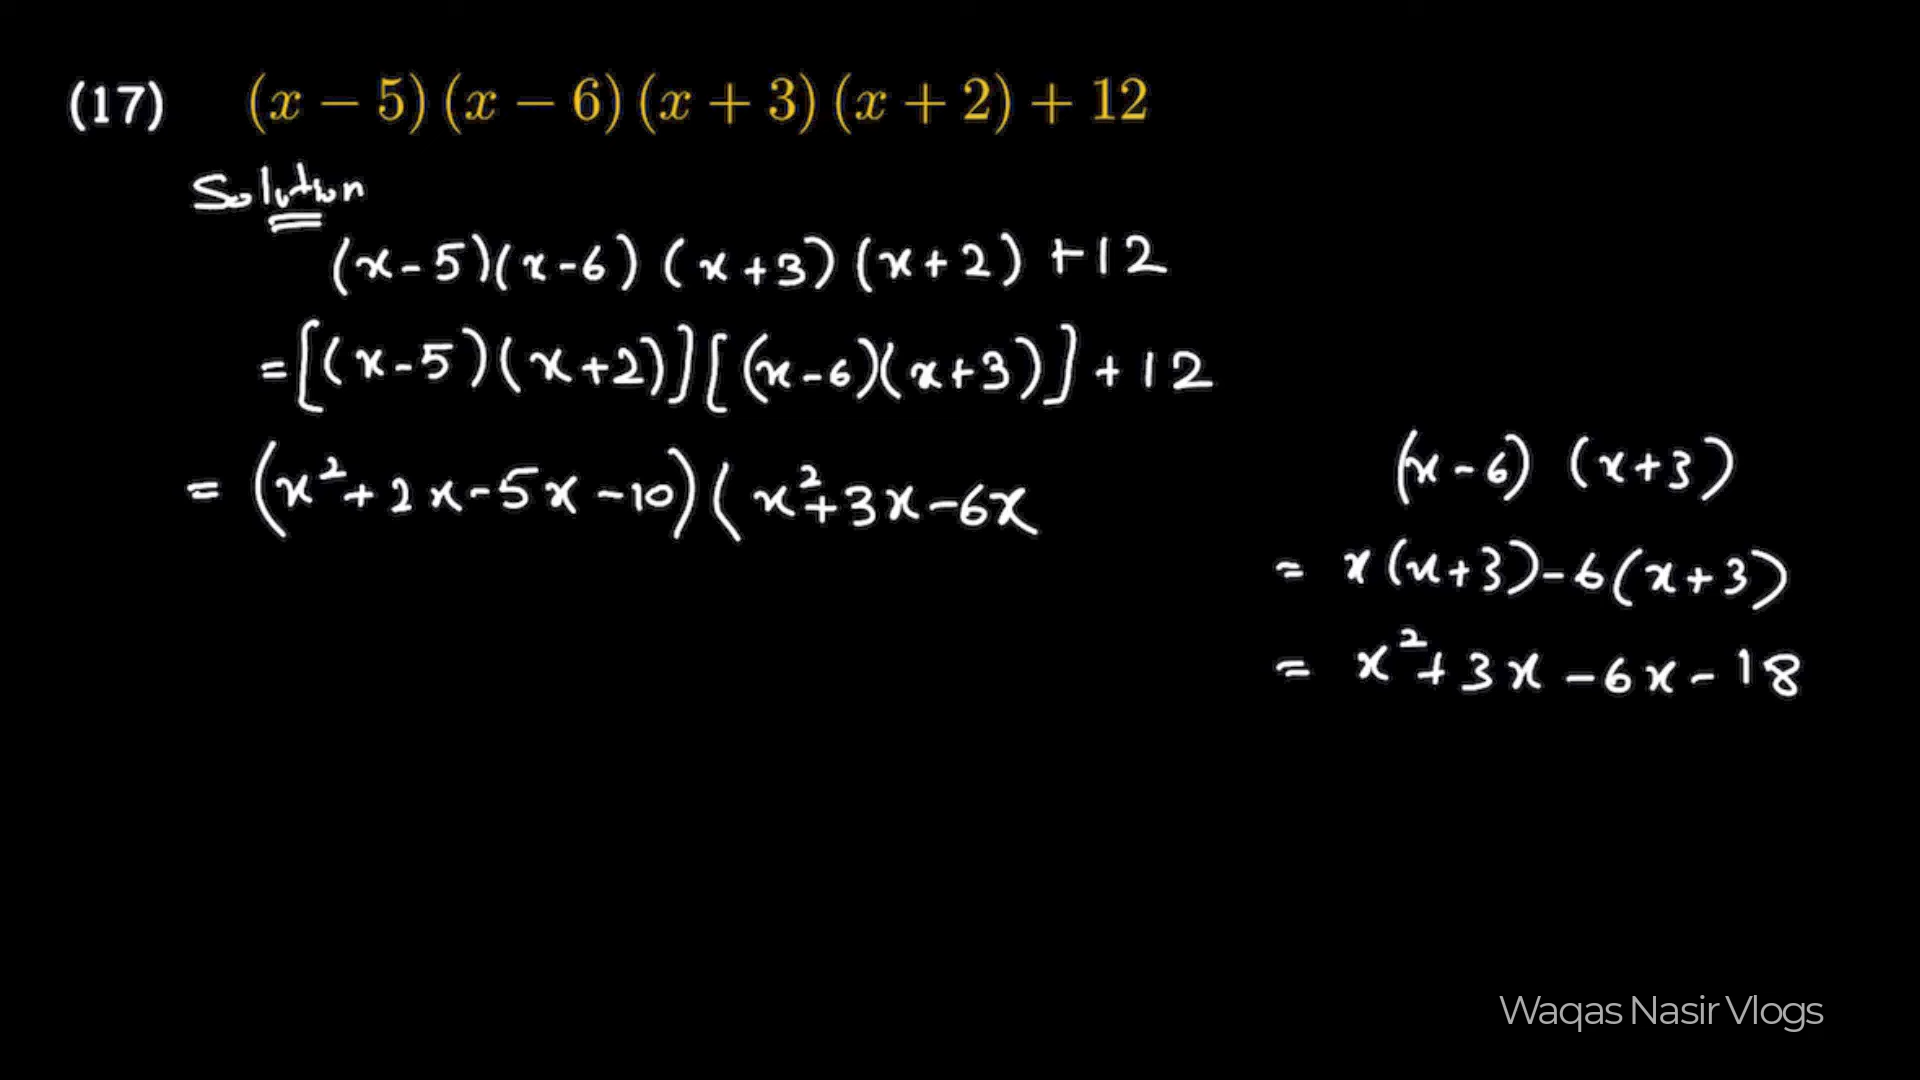 (17) (x − 5)(x − 6)(x + 3)(x + 2) + 12
Solution
(x-5)(x-6)(x+3)(x+2)+12
=[(x-5)(x+2)][(x-6)(x+3)]+12
= (x²+2x-5x-10)(x²+3x-6x
(x-6)(x+3)
= x(x+3)-6(x+3)
= x²+3x-6x-18
Waqas Nasir Vlogs